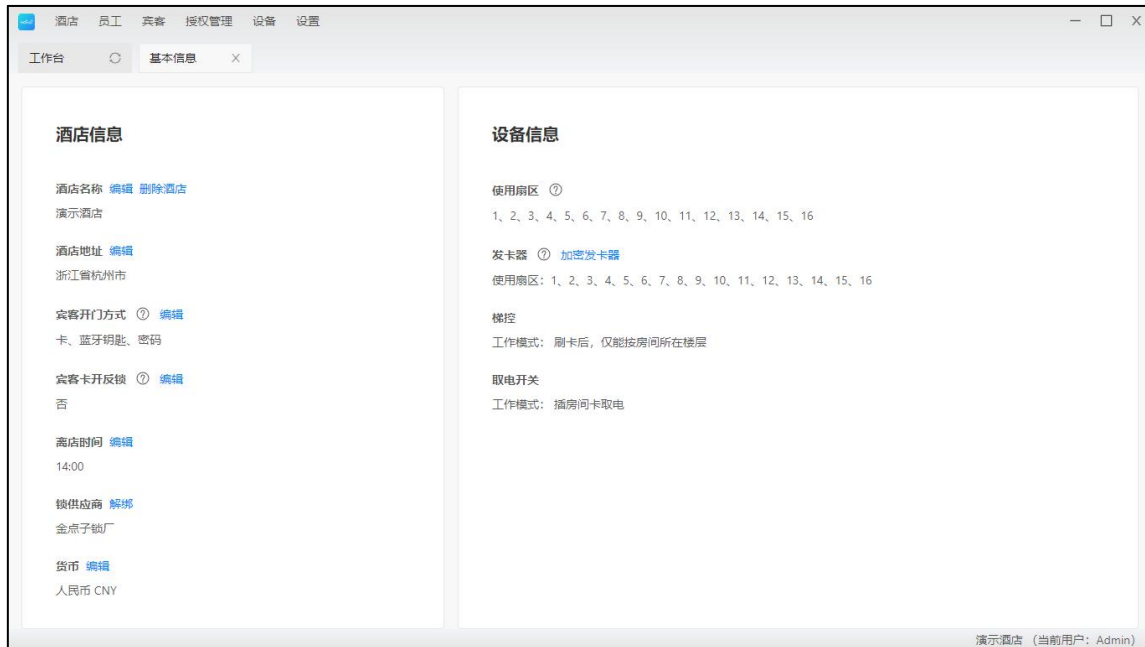 酒店 员工 宾客 授权管理 设备 设置
工作台 基本信息
酒店信息
酒店名称 编辑 删除酒店
演示酒店
酒店地址 编辑
浙江省杭州市
宾客开门方式 编辑
卡、蓝牙钥匙、密码
宾客卡开反锁 编辑
否
离店时间 编辑
14:00
锁供应商 解绑
金点子锁厂
货币 编辑
人民币 CNY
设备信息
使用扇区
1、2、3、4、5、6、7、8、9、10、11、12、13、14、15、16
发卡器 加密发卡器
使用扇区：1、2、3、4、5、6、7、8、9、10、11、12、13、14、15、16
梯控
工作模式： 刷卡后，仅能按房间所在楼层
取电开关
工作模式： 插房间卡取电
演示酒店 （当前用户：Admin）